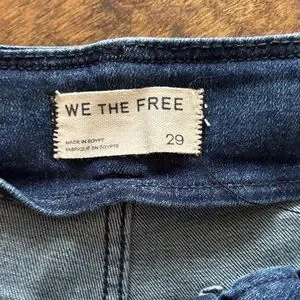 WE THE FREE
MADE IN EGYPT
FABRIQUÉ EN ÉGYPTE
29